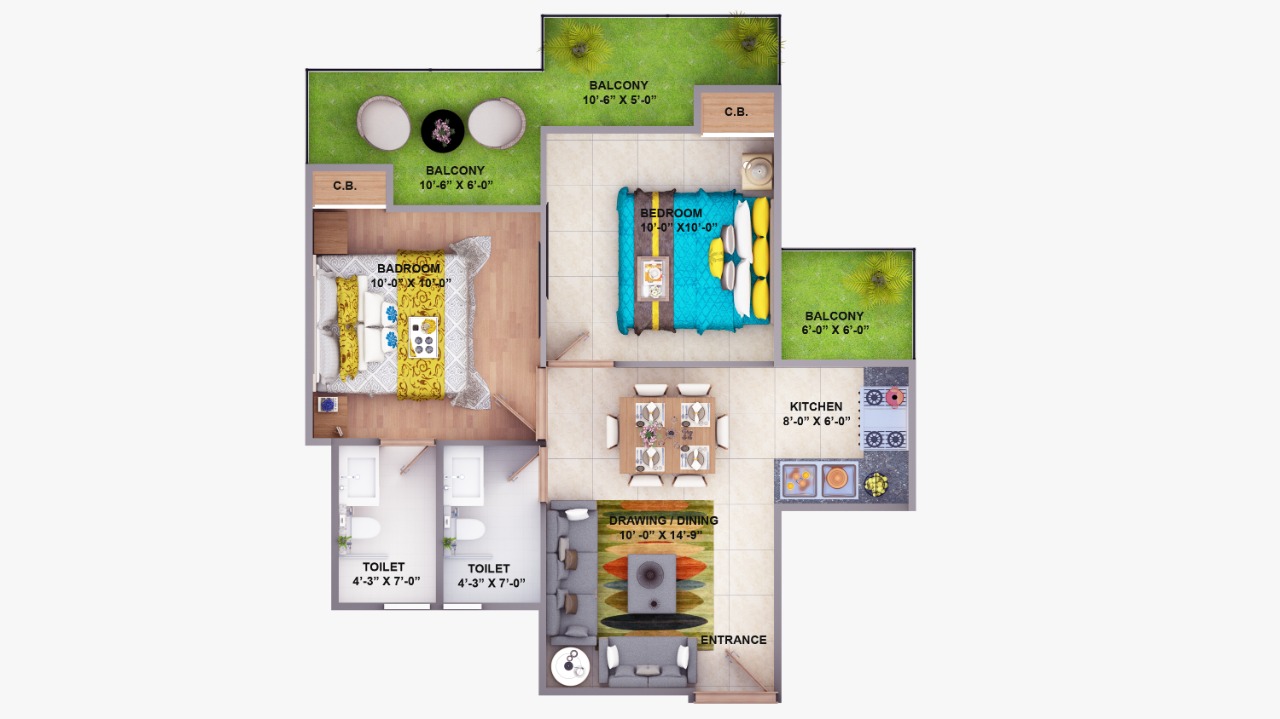 BALCONY
10'-6" X 5'-0"
C.B.
BALCONY
10'-6" X 6'-0"
C.B.
BEDROOM
10'-0" X10'-0"
BADROOM
10'-0" X 10'-0"
BALCONY
6'-0" X 6'-0"
KITCHEN
8'-0" X 6'-0"
DRAWING / DINING
10' -0" X 14'-9"
TOILET
4'-3" X 7'-0"
TOILET
4'-3" X 7'-0"
ENTRANCE